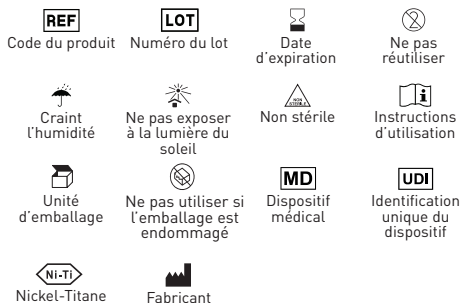 REF
LOT
Code du produit
Numéro du lot
Date
d'expiration
Ne pas
réutiliser
2
NON
STERILE
i
Craint
l'humidité
Ne pas exposer
à la lumière du
soleil
Non stérile
Instructions
d'utilisation
MD
UDI
Unité
d'emballage
Ne pas utiliser si
l'emballage est
endommagé
Dispositif
médical
Identification
unique du
dispositif
Ni-Ti
Nickel-Titane
Fabricant